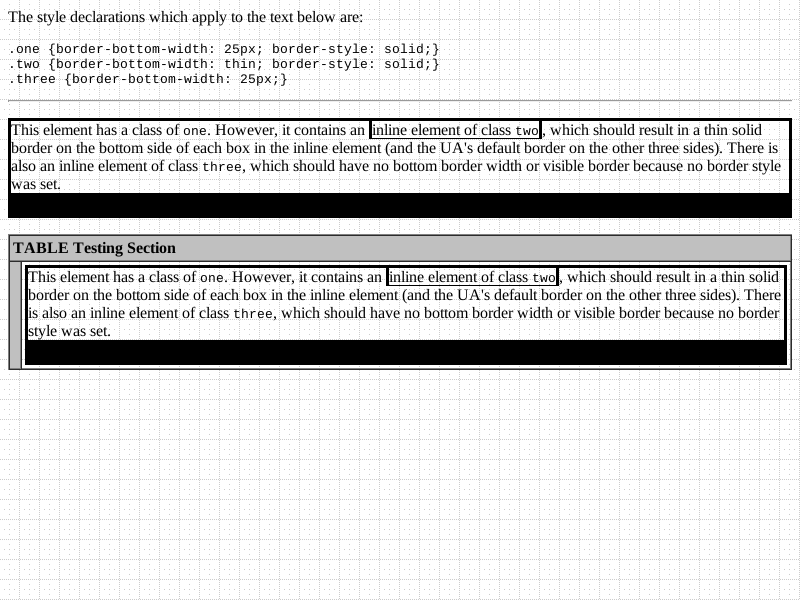 The style declarations which apply to the text below are:
.one {border-bottom-width: 25px; border-style: solid;}
.two {border-bottom-width: thin; border-style: solid;}
.three {border-bottom-width: 25px;}
This element has a class of one. However, it contains an inline element of class two, which should result in a thin solid
border on the bottom side of each box in the inline element (and the UA's default border on the other three sides). There is
also an inline element of class three, which should have no bottom border width or visible border because no border style
was set.
TABLE Testing Section
This element has a class of one. However, it contains an inline element of class two, which should result in a thin solid
border on the bottom side of each box in the inline element (and the UA's default border on the other three sides). There
is also an inline element of class three, which should have no bottom border width or visible border because no border
style was set.